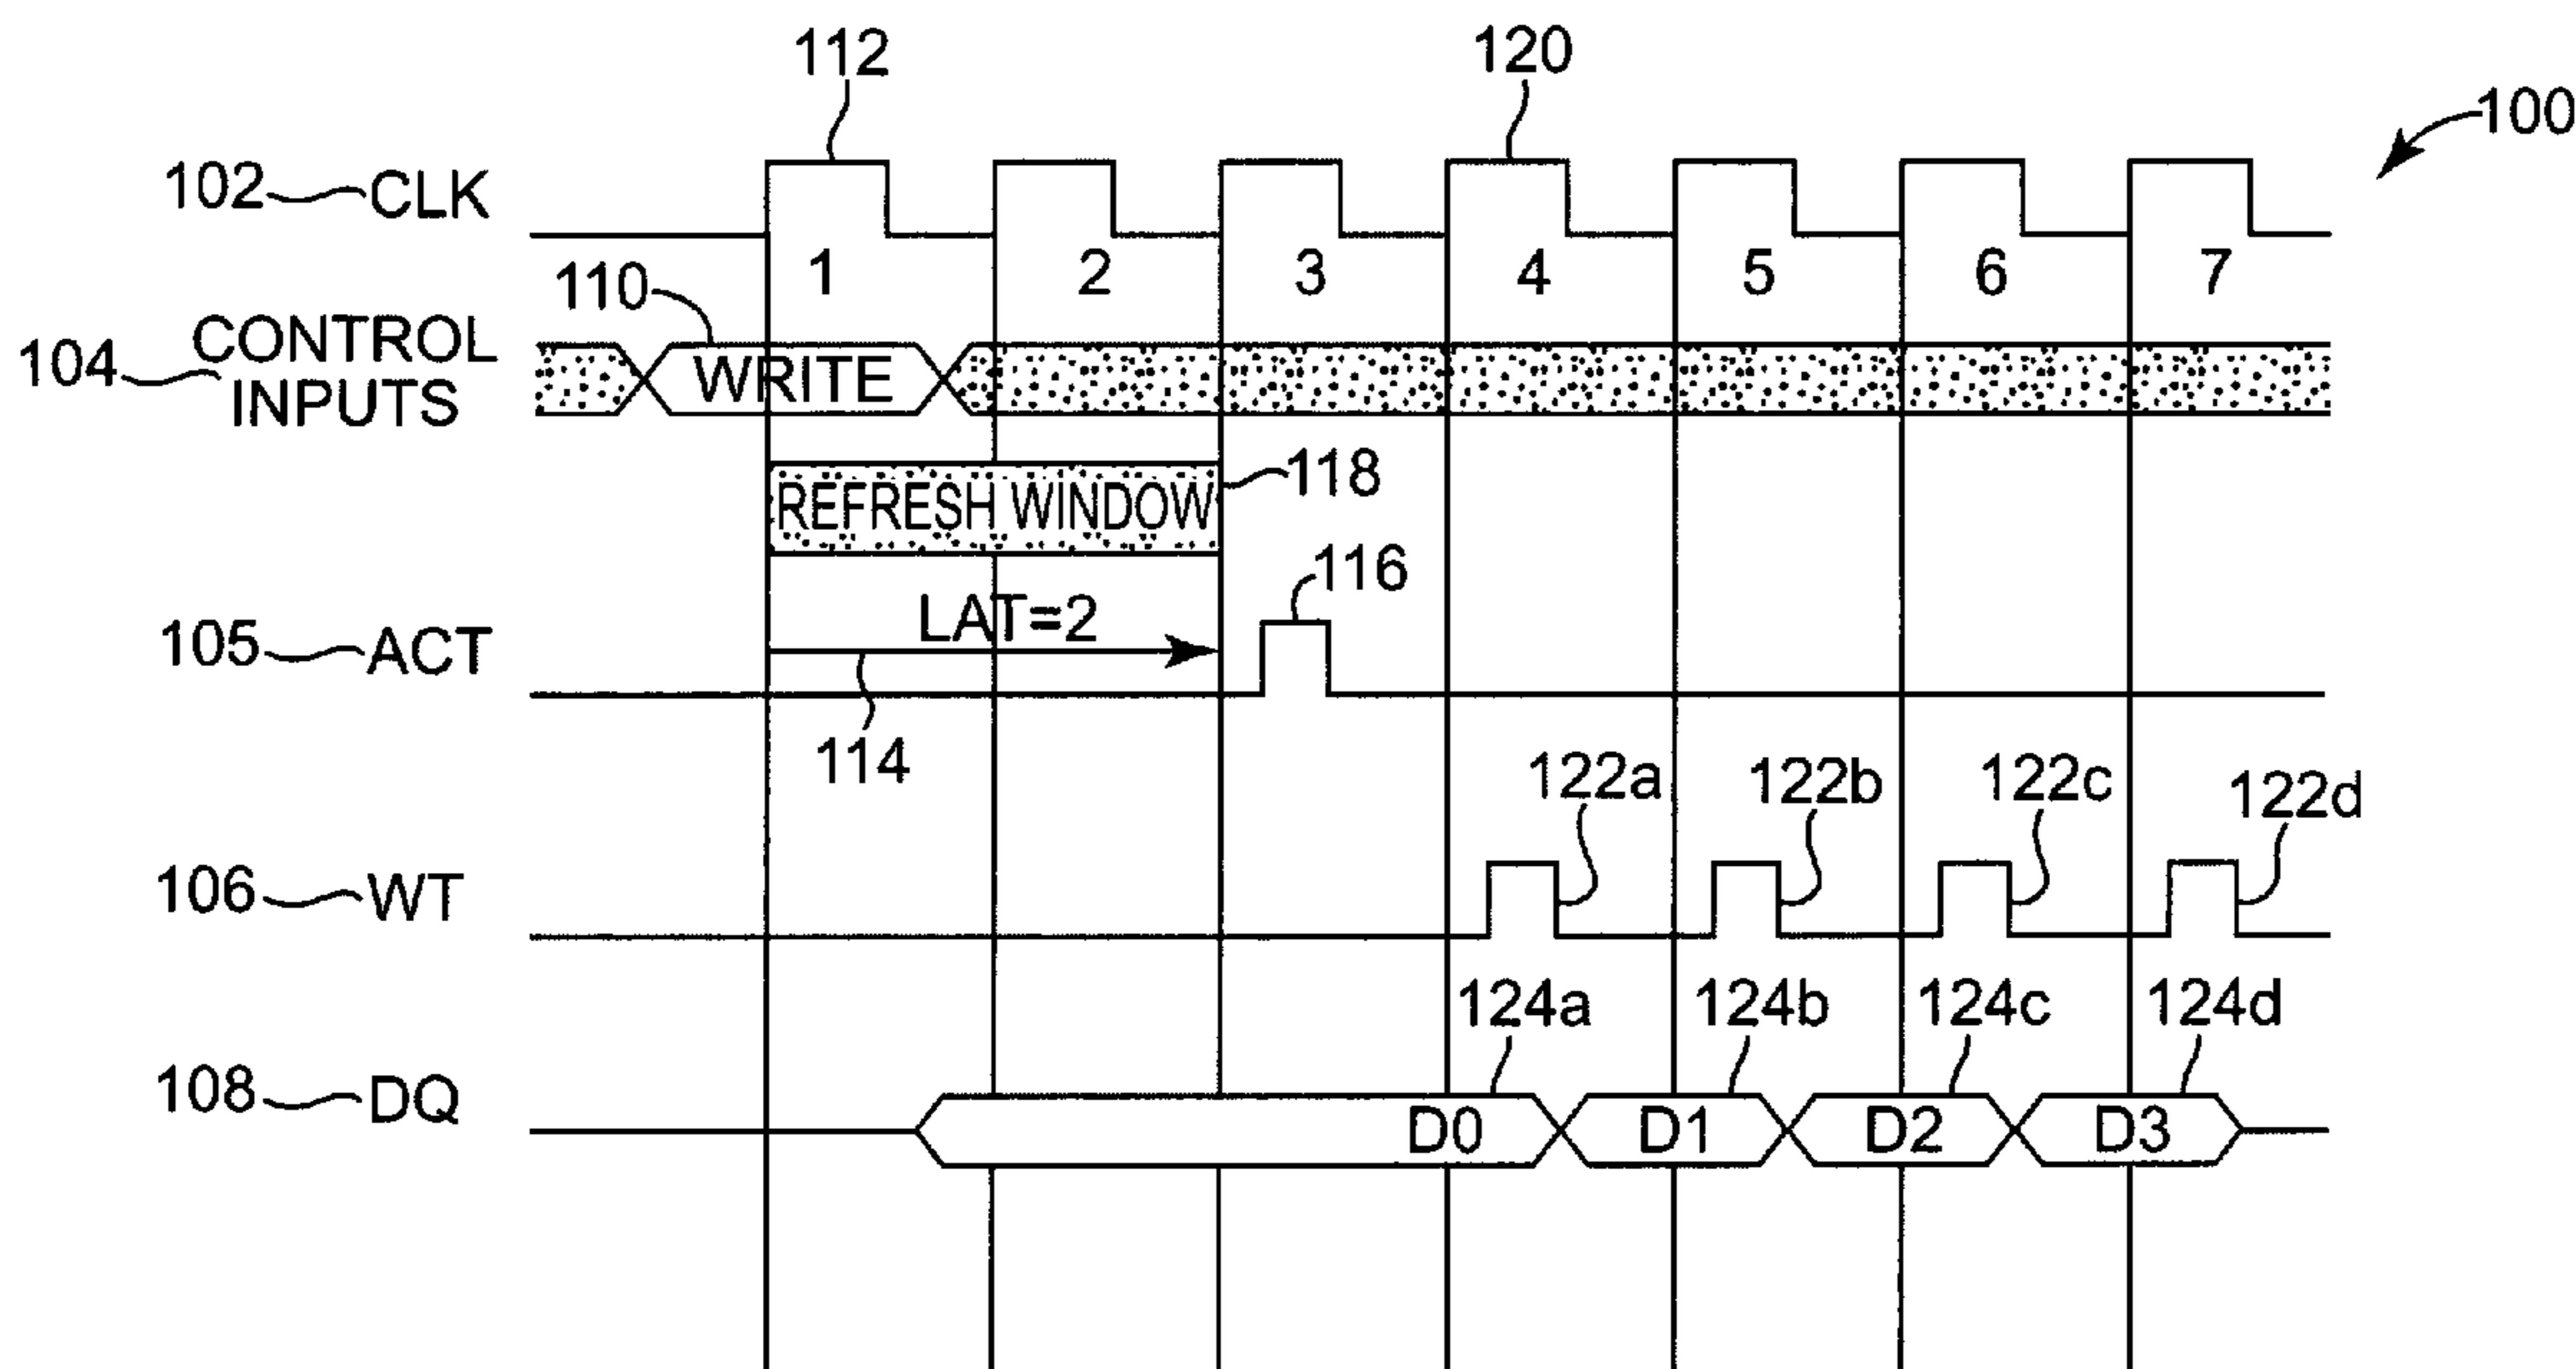 112 120
100
102 CLK
1 2 3 4 5 6 7
110
104 CONTROL INPUTS
WRITE
REFRESH WINDOW 118
116
LAT=2
105 ACT
114
122a 122b 122c 122d
106 WT
124a 124b 124c 124d
108 DQ
D0 D1 D2 D3